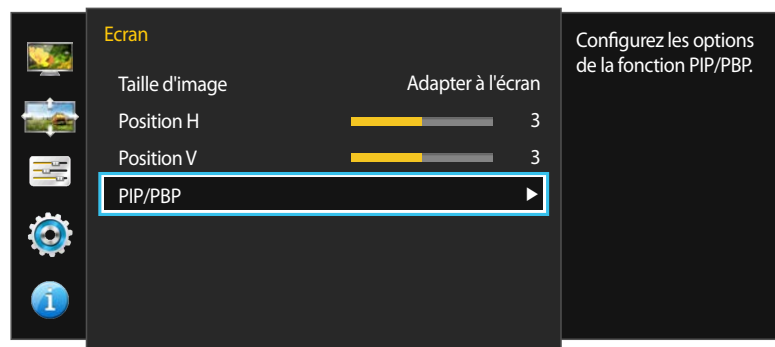 Ecran
Taille d'image Adapter à l'écran
Position H 3
Position V 3
PIP/PBP
Configurez les options
de la fonction PIP/PBP.
i